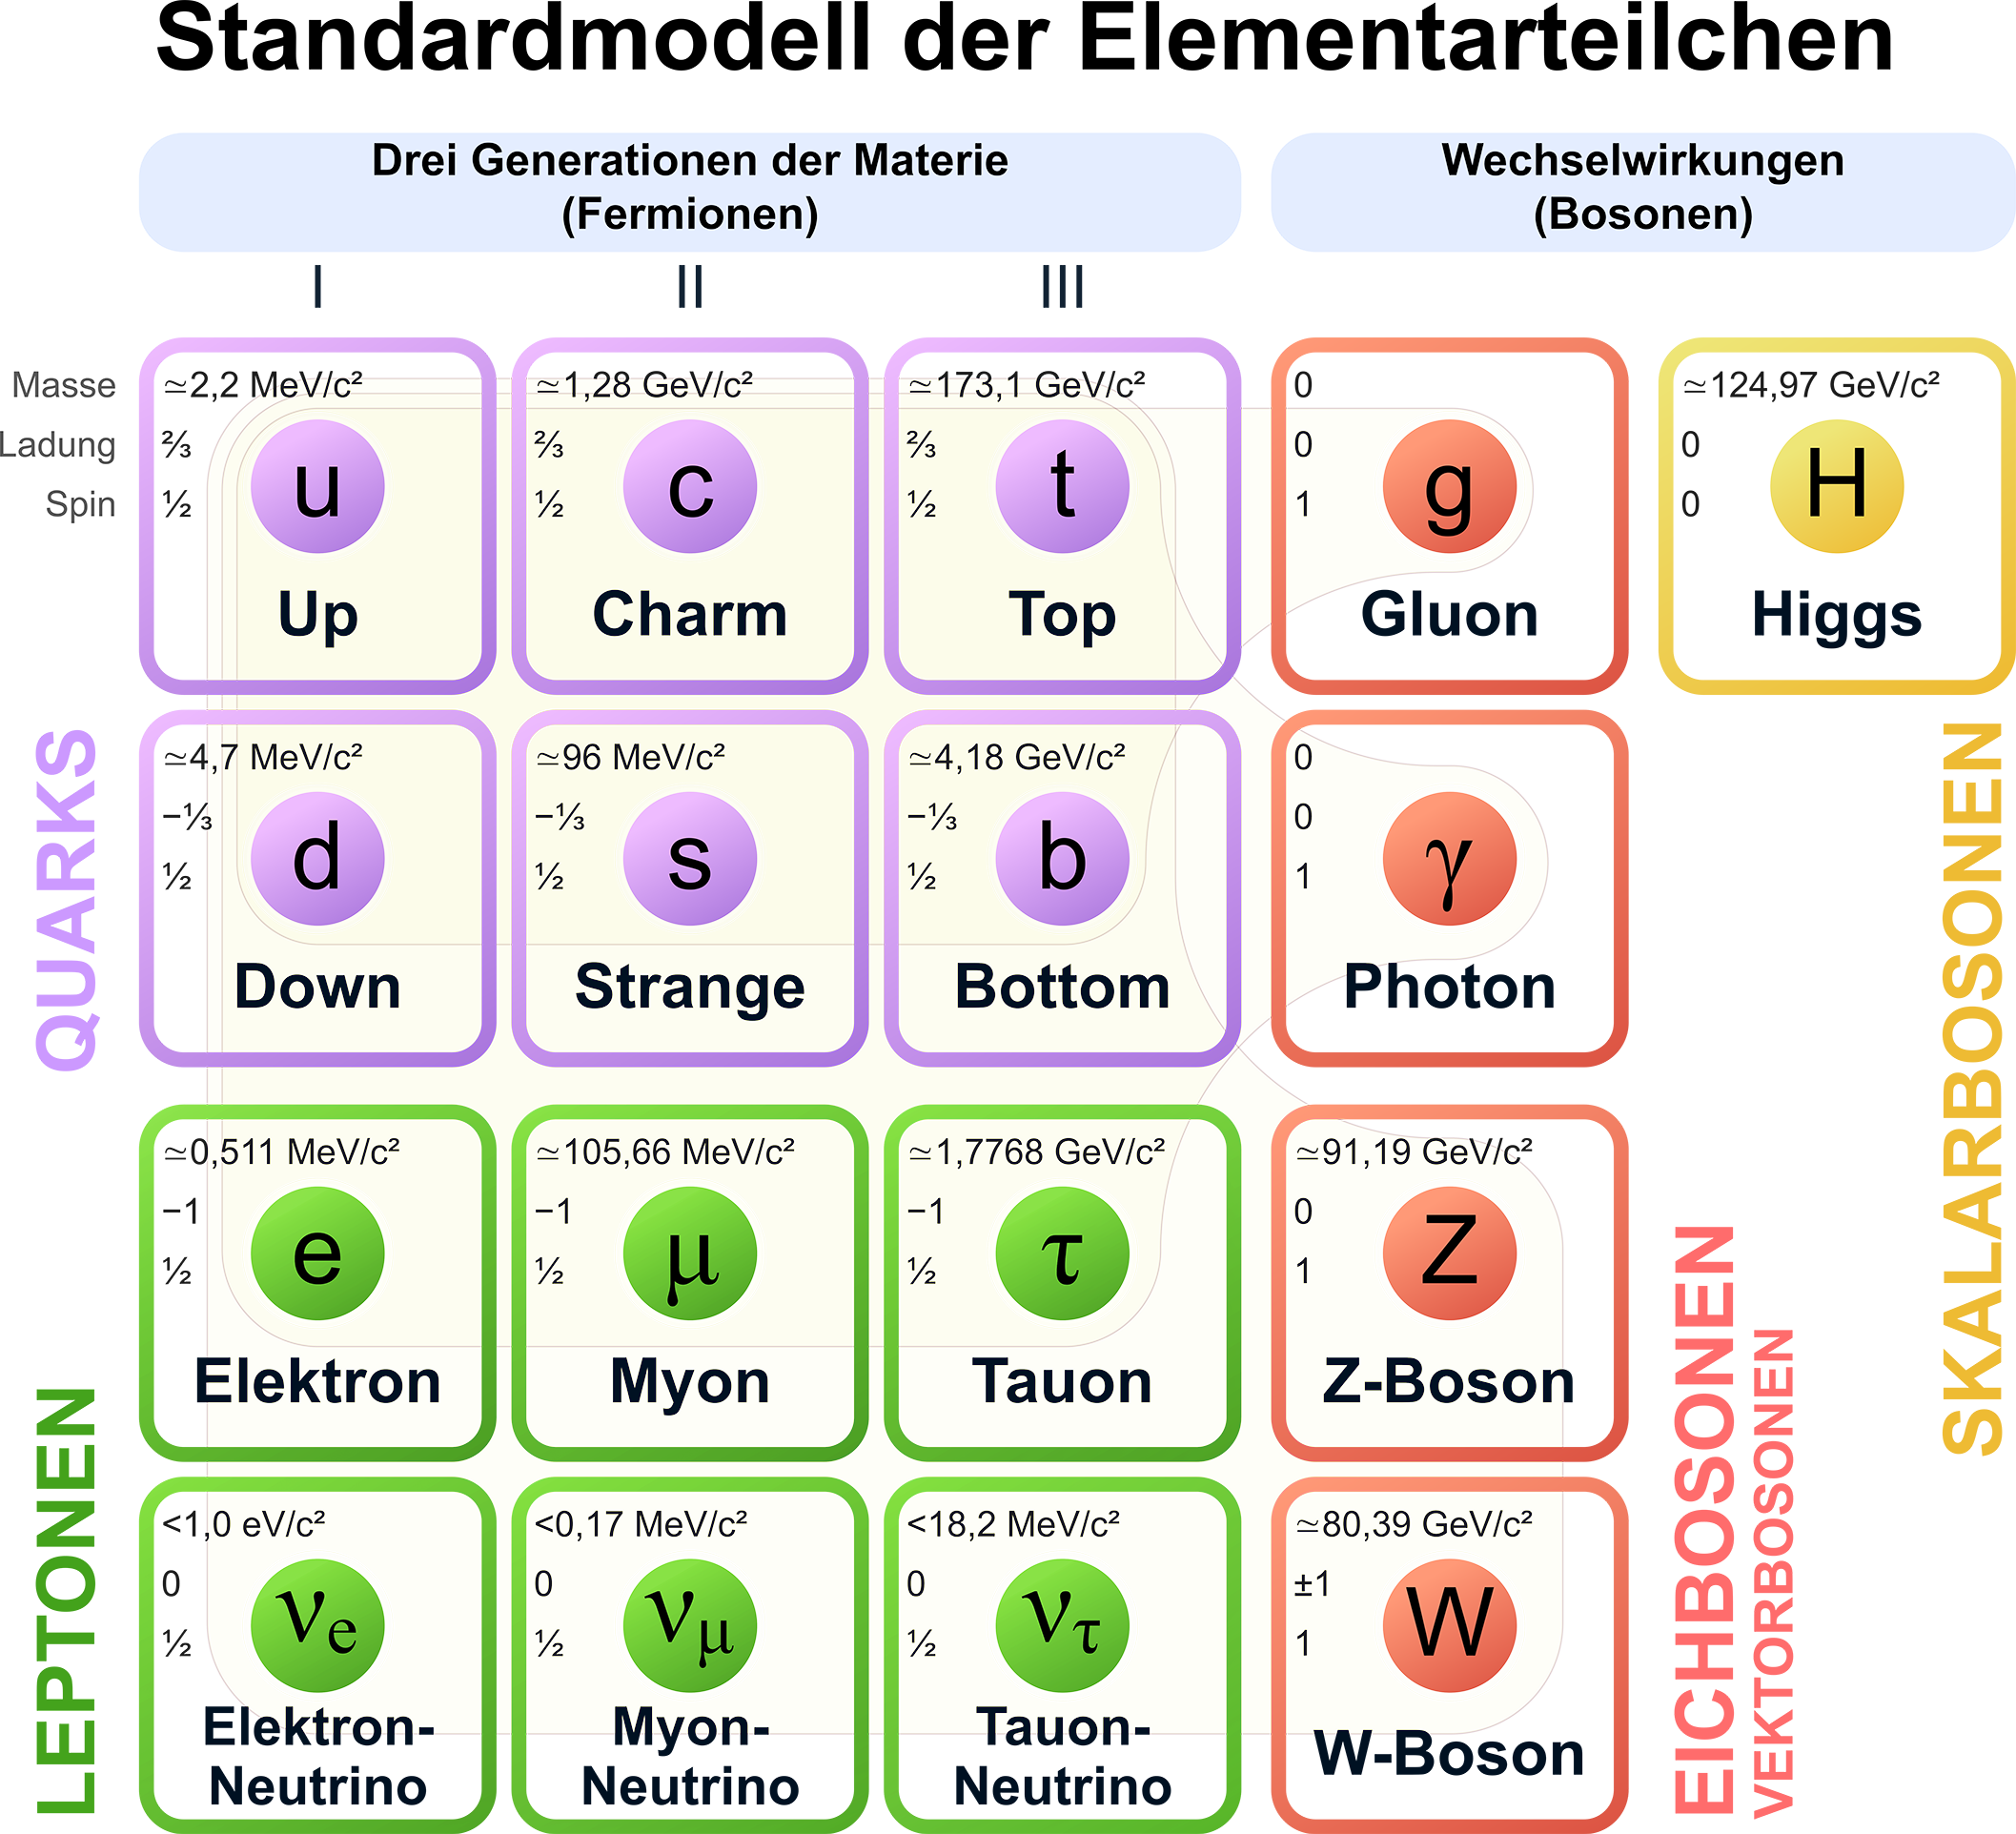 Standardmodell der Elementarteilchen
Drei Generationen der Materie
(Fermionen)
Wechselwirkungen
(Bosonen)
I
II
III
Masse
Ladung
Spin
≃2,2 MeV/c²
⅔
½
u
Up
≃1,28 GeV/c²
⅔
½
c
Charm
≃173,1 GeV/c²
⅔
½
t
Top
0
0
1
g
Gluon
≃124,97 GeV/c²
0
0
H
Higgs
QUARKS
≃4,7 MeV/c²
−⅓
½
d
Down
≃96 MeV/c²
−⅓
½
s
Strange
≃4,18 GeV/c²
−⅓
½
b
Bottom
0
0
1
γ
Photon
SKALARBOSONEN
LEPTONEN
≃0,511 MeV/c²
−1
½
e
Elektron
≃105,66 MeV/c²
−1
½
μ
Myon
≃1,7768 GeV/c²
−1
½
τ
Tauon
≃91,19 GeV/c²
0
1
Z
Z-Boson
EICHBOSONEN
VEKTORBOSONEN
<1,0 eV/c²
0
½
νe
Elektron-
Neutrino
<0,17 MeV/c²
0
½
νμ
Myon-
Neutrino
<18,2 MeV/c²
0
½
ντ
Tauon-
Neutrino
≃80,39 GeV/c²
±1
1
W
W-Boson